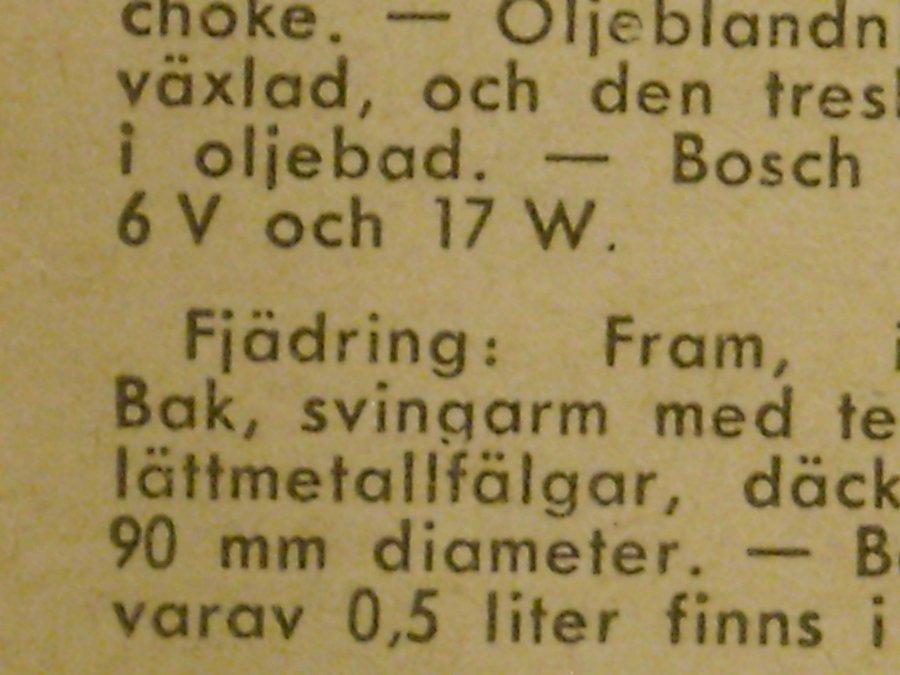 choke. — Oljeblandn
växlad, och den tres
i oljebad. — Bosch
6 V och 17 W.
Fjädring: Fram, i
Bak, svingarm med te
lättmetallfälgar, däck
90 mm diameter. — B
varav 0,5 liter finns i